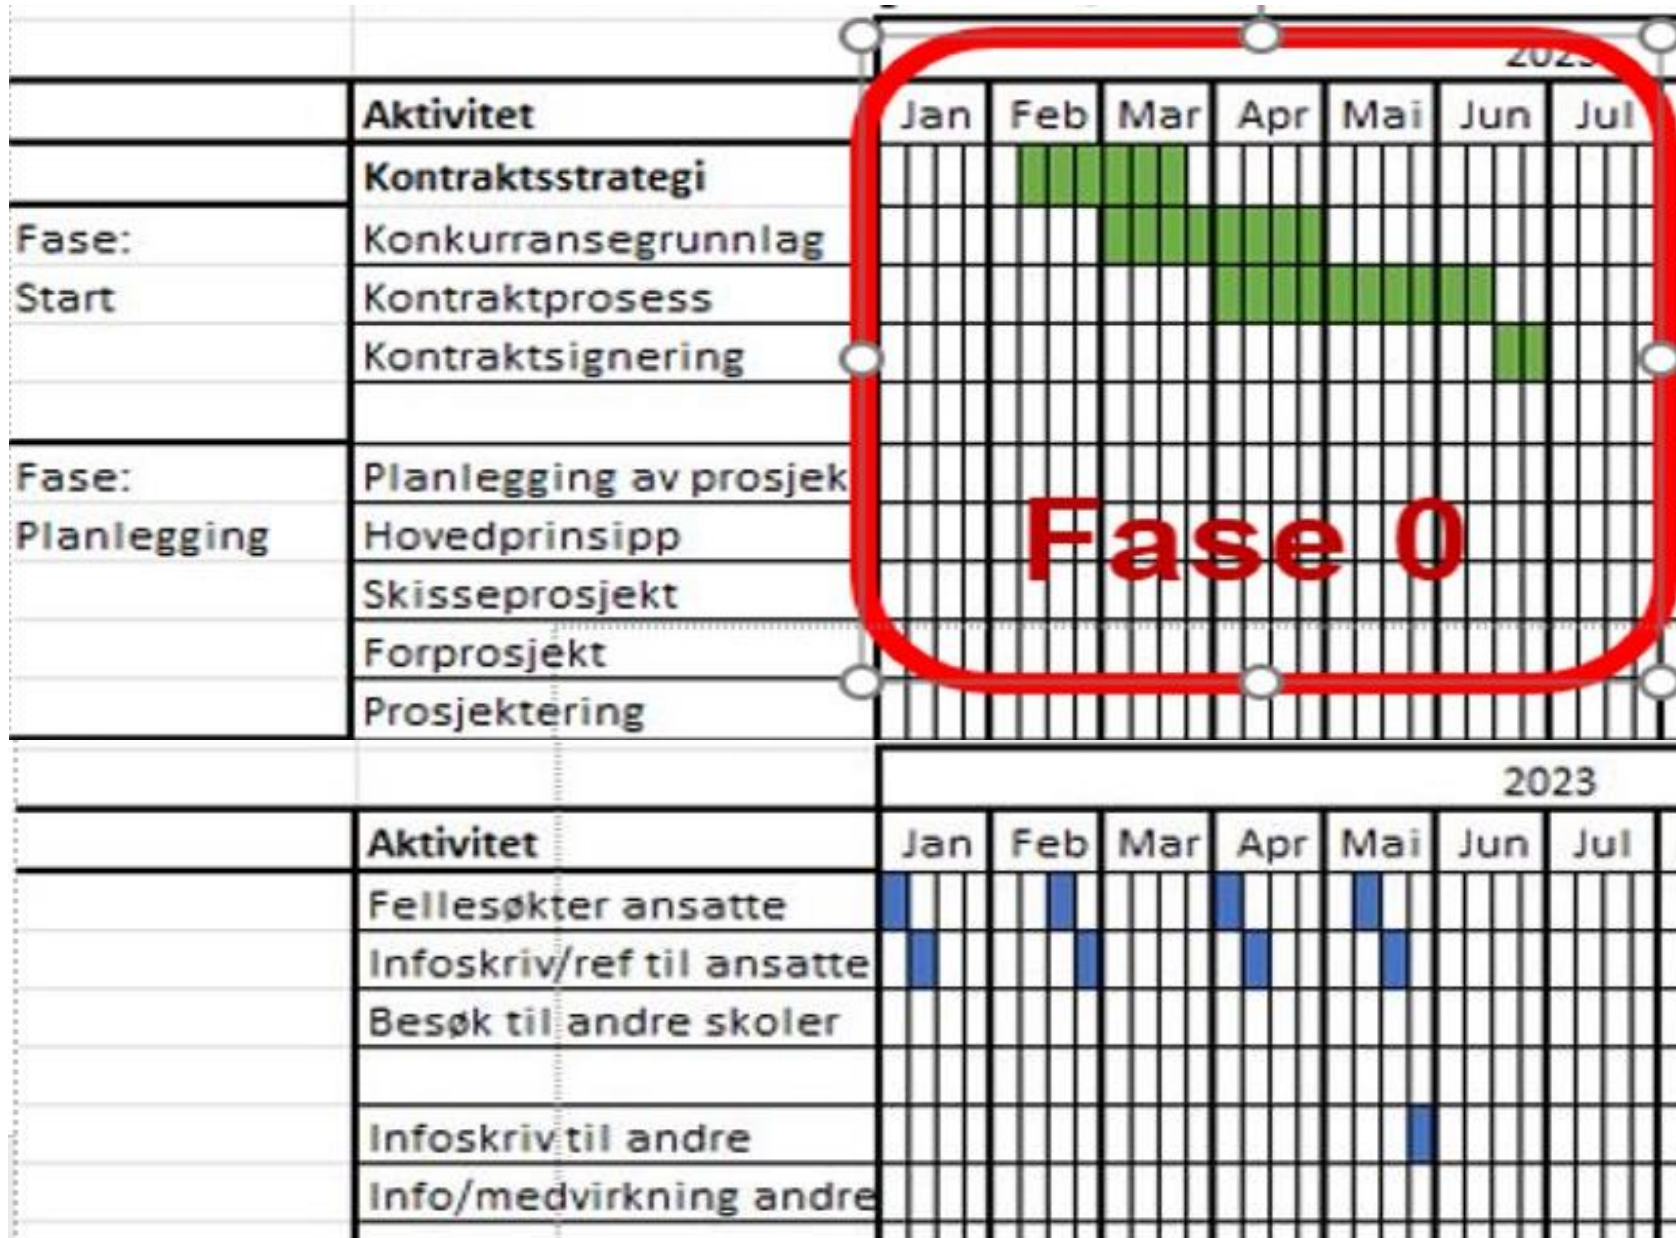 2023
Aktivitet Jan Feb Mar Apr Mai Jun Jul
Kontraktsstrategi
Fase: Konkurransegrunnlag
Start Kontraktprosess
Kontraktsignering
Fase: Planlegging av prosjek
Planlegging Hovedprinsipp
Fase 0
Skisseprosjekt
Forprosjekt
Prosjektering
2023
Aktivitet Jan Feb Mar Apr Mai Jun Jul
Fellesøkter ansatte
Infoskriv/ref til ansatte
Besøk til andre skoler
Infoskriv til andre
Info/medvirkning andre